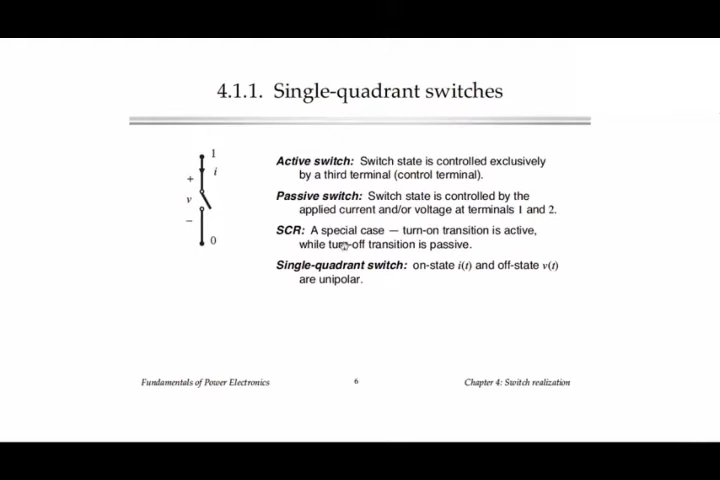 4.1.1. Single-quadrant switches
1
i
+
v
–
0
Active switch: Switch state is controlled exclusively
by a third terminal (control terminal).
Passive switch: Switch state is controlled by the
applied current and/or voltage at terminals 1 and 2.
SCR: A special case — turn-on transition is active,
while turn-off transition is passive.
Single-quadrant switch: on-state i(t) and off-state v(t)
are unipolar.
Fundamentals of Power Electronics
6
Chapter 4: Switch realization